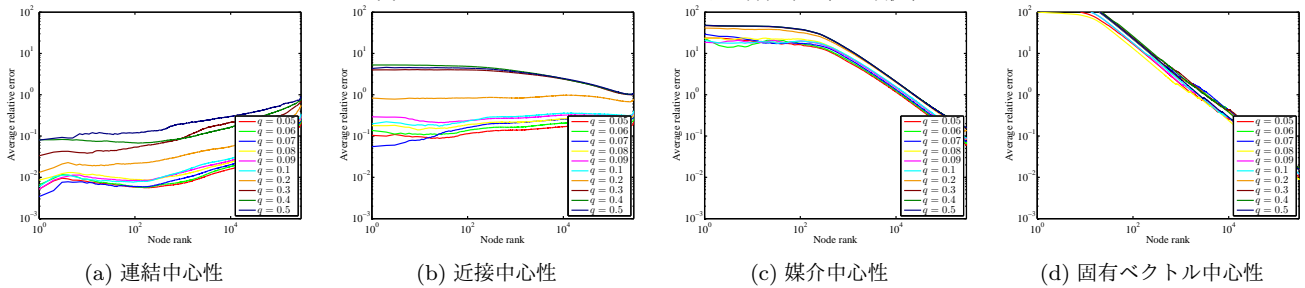 Average relative error
10^2
10^1
10^0
10^-1
10^-2
10^-3
10^0
10^2
10^4
Node rank
q = 0.05
q = 0.06
q = 0.07
q = 0.08
q = 0.09
q = 0.1
q = 0.2
q = 0.3
q = 0.4
q = 0.5
(a) 連結中心性
Average relative error
10^2
10^1
10^0
10^-1
10^-2
10^-3
10^0
10^2
10^4
Node rank
q = 0.05
q = 0.06
q = 0.07
q = 0.08
q = 0.09
q = 0.1
q = 0.2
q = 0.3
q = 0.4
q = 0.5
(b) 近接中心性
Average relative error
10^2
10^1
10^0
10^-1
10^-2
10^-3
10^0
10^2
10^4
Node rank
q = 0.05
q = 0.06
q = 0.07
q = 0.08
q = 0.09
q = 0.1
q = 0.2
q = 0.3
q = 0.4
q = 0.5
(c) 媒介中心性
Average relative error
10^2
10^1
10^0
10^-1
10^-2
10^-3
10^0
10^2
10^4
Node rank
q = 0.05
q = 0.06
q = 0.07
q = 0.08
q = 0.09
q = 0.1
q = 0.2
q = 0.3
q = 0.4
q = 0.5
(d) 固有ベクトル中心性